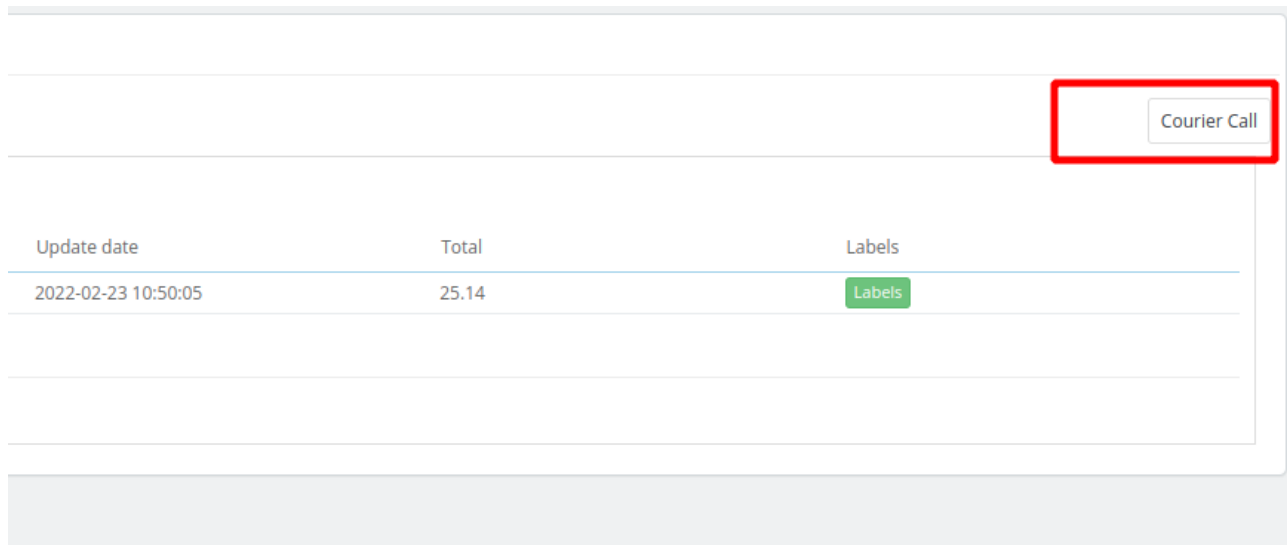 Courier Call
Update date Total Labels
2022-02-23 10:50:05 25.14 Labels